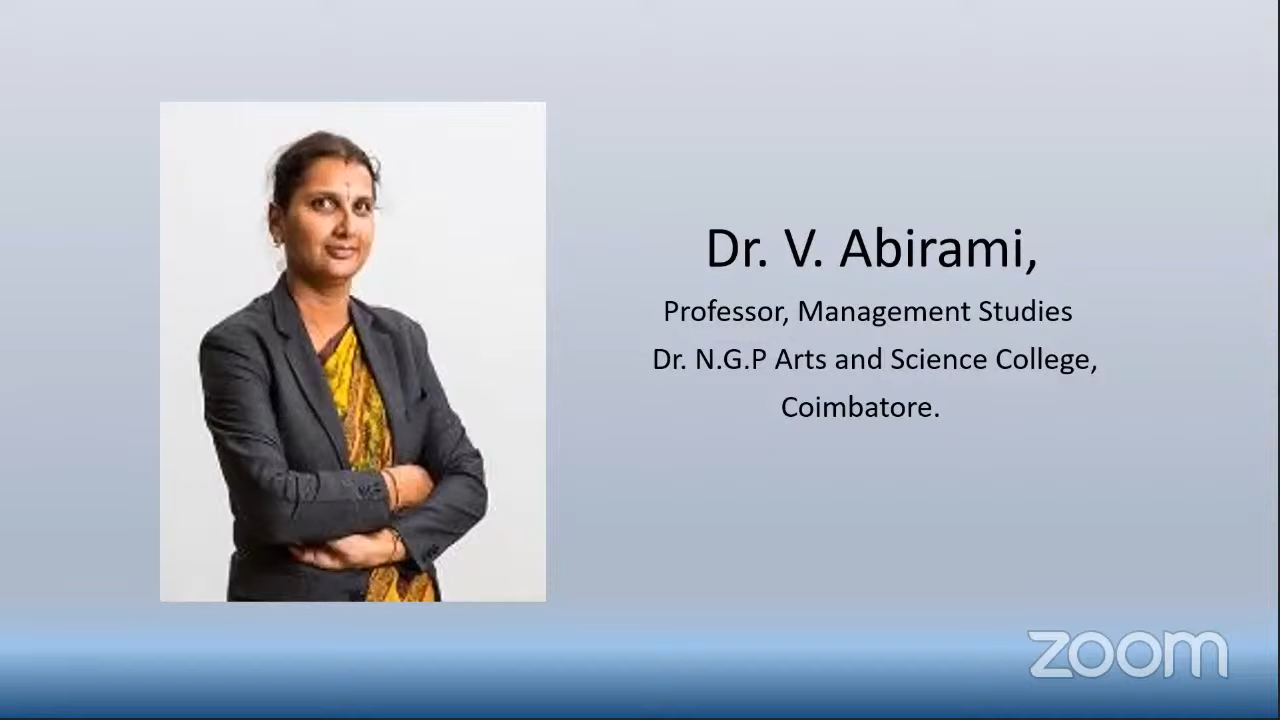 Dr. V. Abirami,
Professor, Management Studies
Dr. N.G.P Arts and Science College,
Coimbatore.
zoom